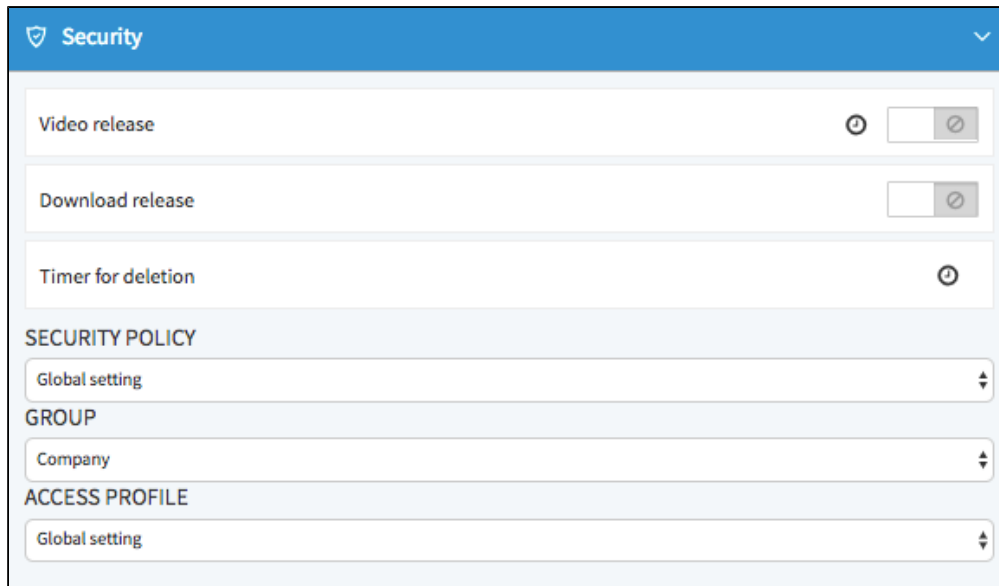 Security
Video release
Download release
Timer for deletion
SECURITY POLICY
Global setting
GROUP
Company
ACCESS PROFILE
Global setting